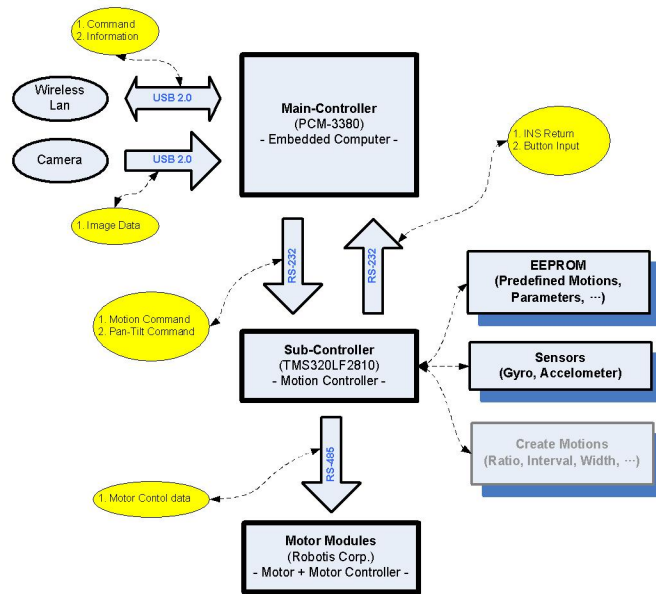 1. Command
2. Information
Wireless
Lan
USB 2.0
Main-Controller
(PCM-3380)
- Embedded Computer -
Camera
USB 2.0
1. INS Return
2. Button Input
1. Image Data
RS-232
RS-232
EEPROM
(Predefined Motions,
Parameters, ···)
1. Motion Command
2. Pan-Tilt Command
Sub-Controller
(TMS320LF2810)
- Motion Controller -
Sensors
(Gyro, Accelometer)
Create Motions
(Ratio, Interval, Width, ···)
RS-485
1. Motor Contol data
Motor Modules
(Robotis Corp.)
- Motor + Motor Controller -